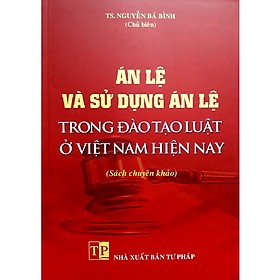 TS. NGUYỄN BÁ BÌNH
(Chủ biên)
ÁN LỆ
VÀ SỬ DỤNG ÁN LỆ
TRONG ĐÀO TẠO LUẬT
Ở VIỆT NAM HIỆN NAY
(Sách chuyên khảo)
TP
NHÀ XUẤT BẢN TƯ PHÁP